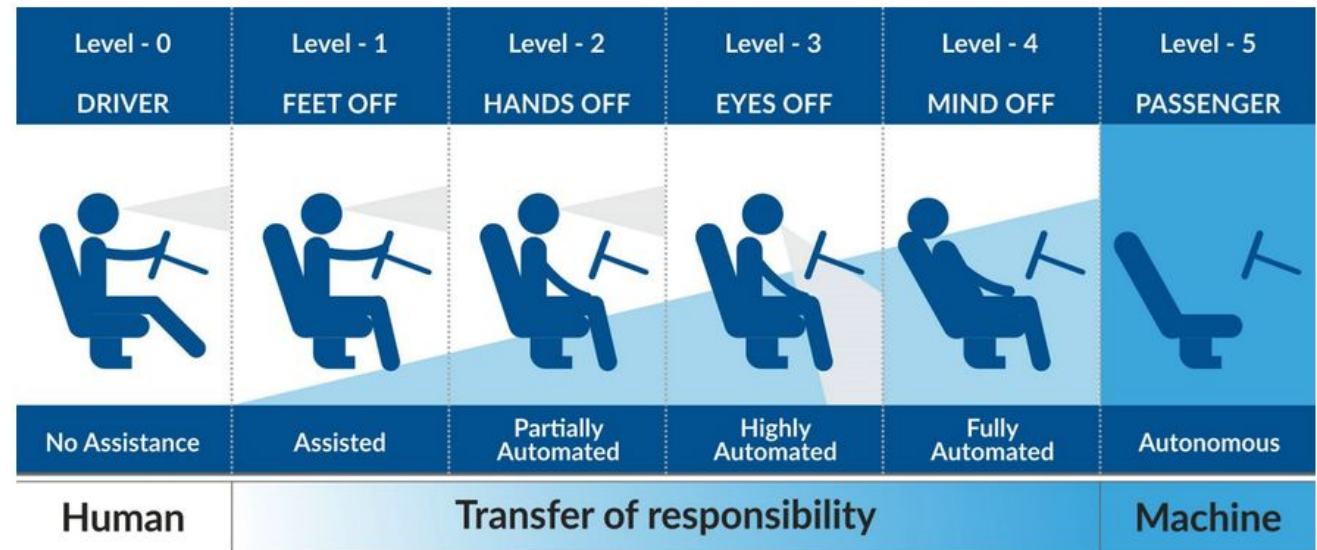 Level - 0
Level - 1
Level - 2
Level - 3
Level - 4
Level - 5
DRIVER
FEET OFF
HANDS OFF
EYES OFF
MIND OFF
PASSENGER
No Assistance
Assisted
Partially
Automated
Highly
Automated
Fully
Automated
Autonomous
Human
Transfer of responsibility
Machine